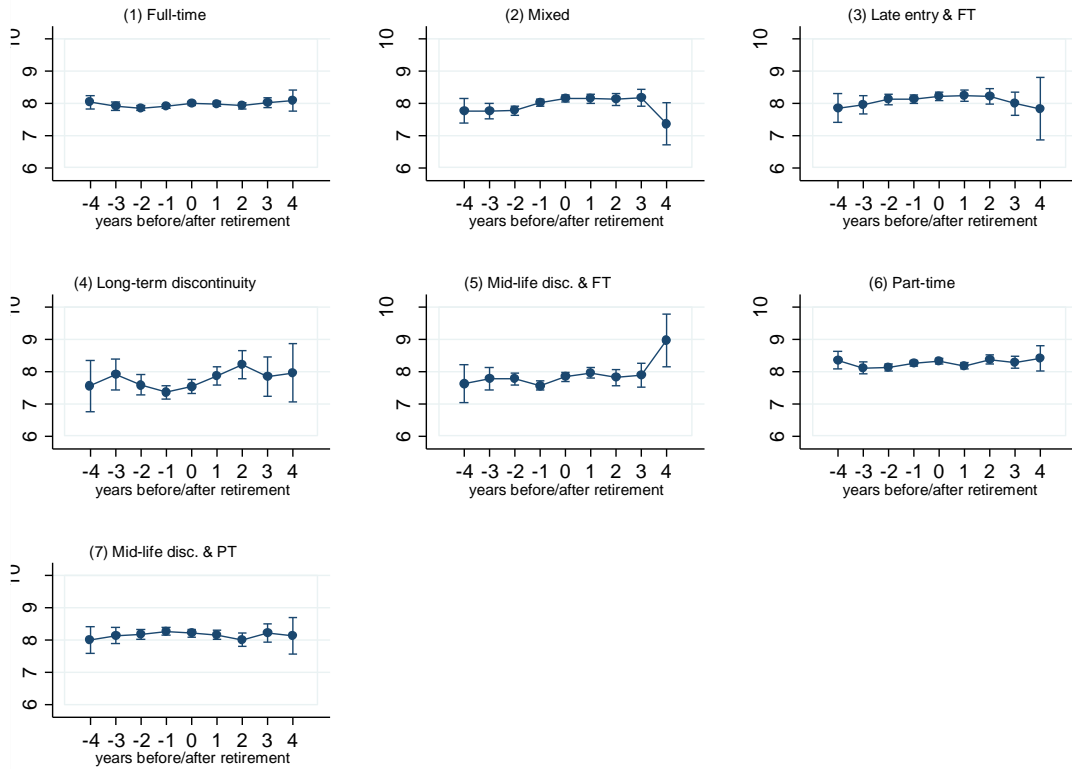 (1) Full-time
(2) Mixed
(3) Late entry & FT
10
10
9
9
9
8
8
8
7
7
7
6
6
6
-4 -3 -2 -1 0 1 2 3 4
-4 -3 -2 -1 0 1 2 3 4
-4 -3 -2 -1 0 1 2 3 4
years before/after retirement
years before/after retirement
years before/after retirement
(4) Long-term discontinuity
(5) Mid-life disc. & FT
(6) Part-time
10
10
9
9
9
8
8
8
7
7
7
6
6
6
-4 -3 -2 -1 0 1 2 3 4
-4 -3 -2 -1 0 1 2 3 4
-4 -3 -2 -1 0 1 2 3 4
years before/after retirement
years before/after retirement
years before/after retirement
(7) Mid-life disc. & PT
9
8
7
6
-4 -3 -2 -1 0 1 2 3 4
years before/after retirement